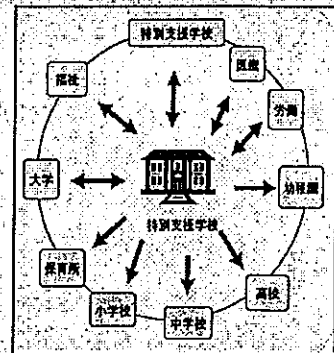 特別支援学校
医療
福祉
労働
大学
幼稚園
特別支援学校
保育所
高校
小学校
中学校